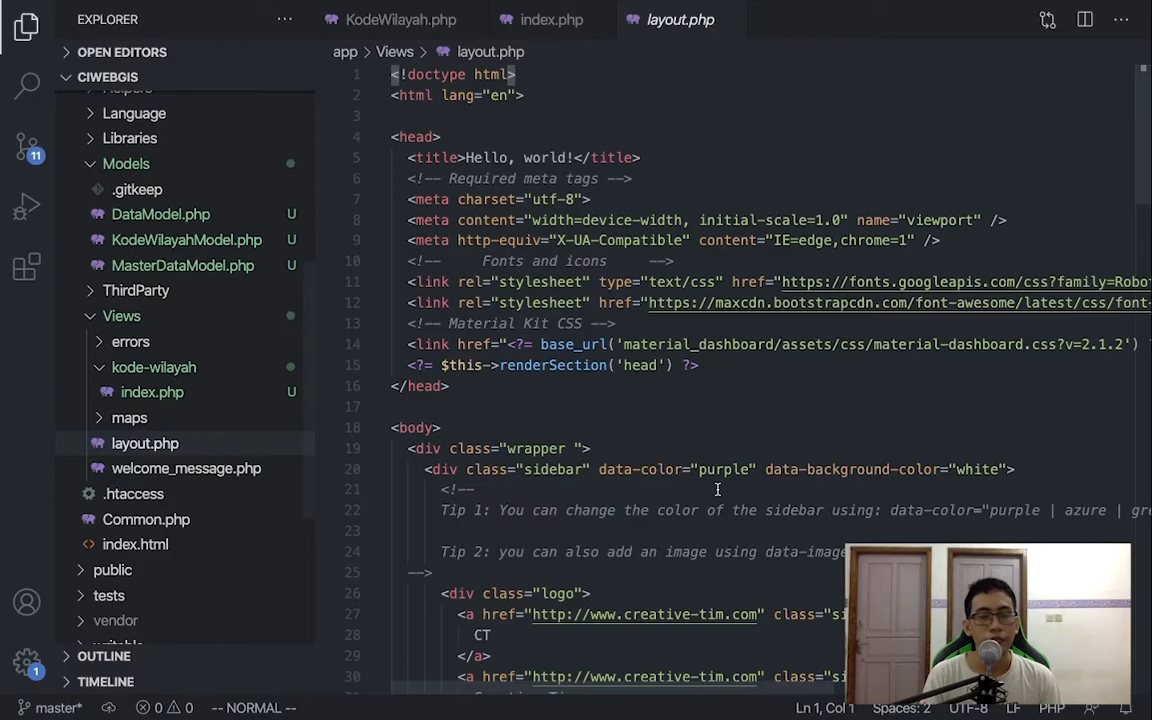 EXPLORER
OPEN EDITORS
CIWEBGIS
Helpers
Language
Libraries
Models
.gitkeep
DataModel.php U
KodeWilayahModel.php U
MasterDataModel.php U
ThirdParty
Views
errors
kode-wilayah
index.php U
maps
layout.php
welcome_message.php
.htaccess
Common.php
index.html
public
tests
vendor
writable
OUTLINE
TIMELINE
11
1
KodeWilayah.php index.php layout.php
app > Views > layout.php
1 <!doctype html>
2 <html lang="en">
3
4 <head>
5 <title>Hello, world!</title>
6 <!-- Required meta tags -->
7 <meta charset="utf-8">
8 <meta content="width=device-width, initial-scale=1.0" name="viewport" />
9 <meta http-equiv="X-UA-Compatible" content="IE=edge,chrome=1" />
10 <!-- Fonts and icons -->
11 <link rel="stylesheet" type="text/css" href="https://fonts.googleapis.com/css?family=Robo
12 <link rel="stylesheet" href="https://maxcdn.bootstrapcdn.com/font-awesome/latest/css/font-
13 <!-- Material Kit CSS -->
14 <link href="<?= base_url('material_dashboard/assets/css/material-dashboard.css?v=2.1.2') ?
15 <?= $this->renderSection('head') ?>
16 </head>
17
18 <body>
19 <div class="wrapper ">
20 <div class="sidebar" data-color="purple" data-background-color="white">
21 <!--
22 Tip 1: You can change the color of the sidebar using: data-color="purple | azure | gr
23
24 Tip 2: you can also add an image using data-image
25 -->
26 <div class="logo">
27 <a href="http://www.creative-tim.com" class="si
28 CT
29 </a>
30 <a href="http://www.creative-tim.com" class="si
master* 0 0 -- NORMAL -- Ln 1, Col 1 Spaces: 2 UTF-8 LF PHP